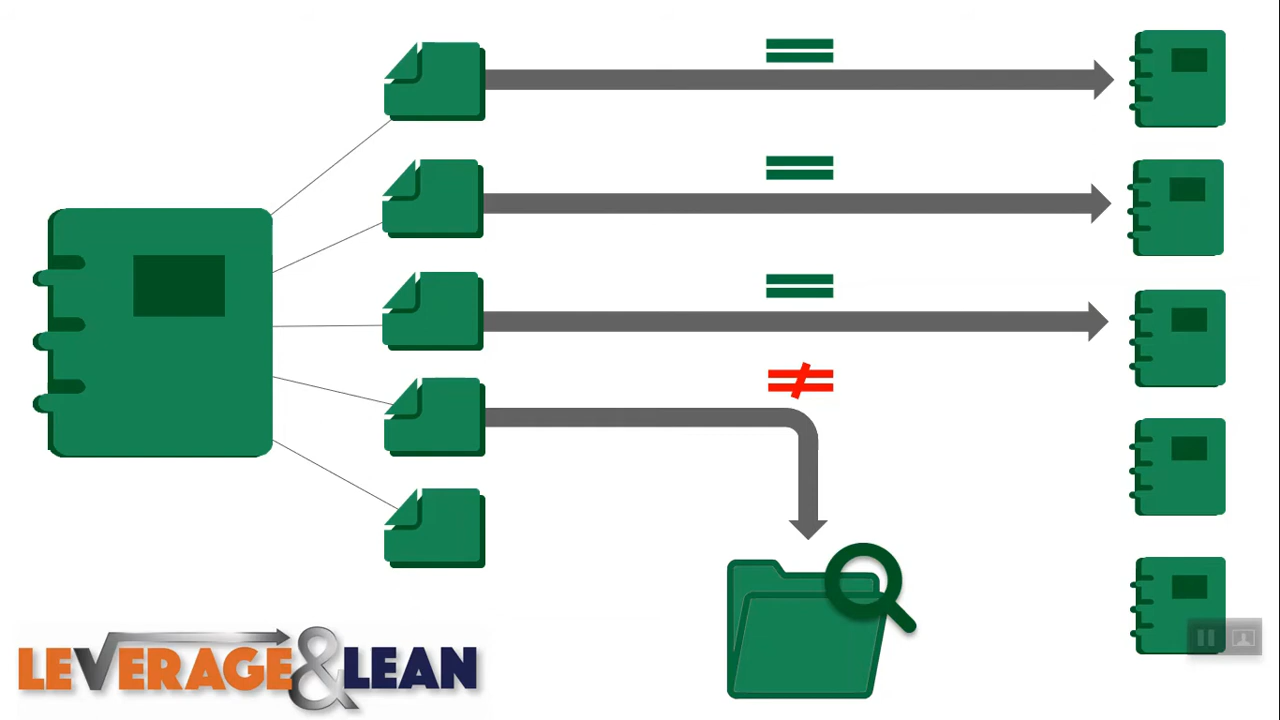 =
=
=
≠
LEVERAGE&LEAN